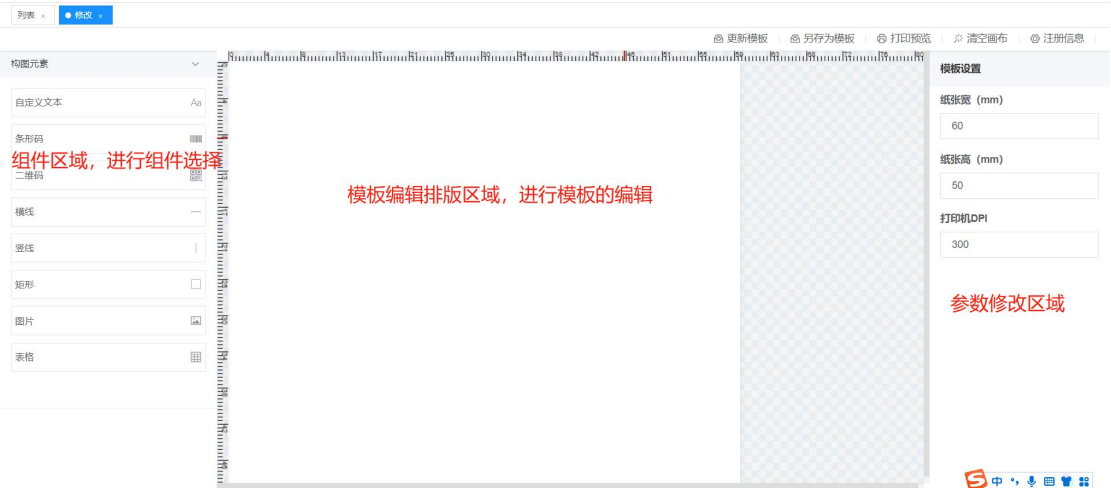 列表 ×
修改 ×
更新模板
另存为模板
打印预览
清空画布
注册信息
构图元素
自定义文本 Aa
条形码
组件区域，进行组件选择
二维码
横线
竖线
矩形
图片
表格
模板编辑排版区域，进行模板的编辑
模板设置
纸张宽（mm）
60
纸张高（mm）
50
打印机DPI
300
参数修改区域
中